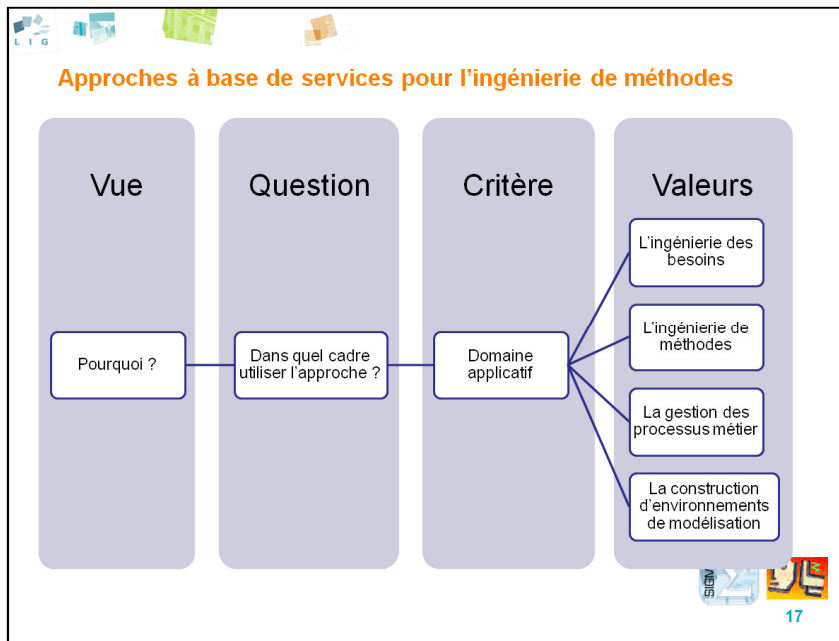 L I G
Approches à base de services pour l'ingénierie de méthodes
Vue
Question
Critère
Valeurs
L'ingénierie des
besoins
L'ingénierie de
méthodes
Pourquoi ?
Dans quel cadre
utiliser l'approche ?
Domaine
applicatif
La gestion des
processus métier
La construction
d'environnements
de modélisation
SIGM
17